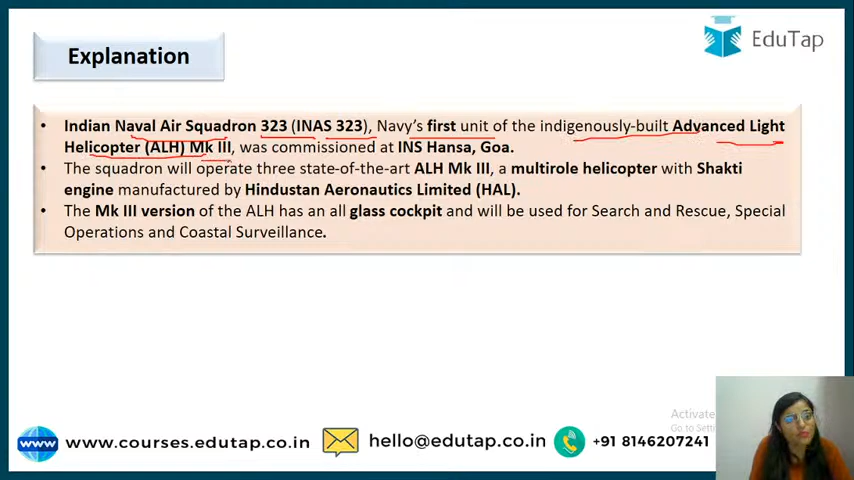 Explanation
EduTap
• Indian Naval Air Squadron 323 (INAS 323), Navy's first unit of the indigenously-built Advanced Light
Helicopter (ALH) Mk III, was commissioned at INS Hansa, Goa.
• The squadron will operate three state-of-the-art ALH Mk III, a multirole helicopter with Shakti
engine manufactured by Hindustan Aeronautics Limited (HAL).
• The Mk III version of the ALH has an all glass cockpit and will be used for Search and Rescue, Special
Operations and Coastal Surveillance.
Activate
Go to Setti
www www.courses.edutap.co.in hello@edutap.co.in +91 8146207241